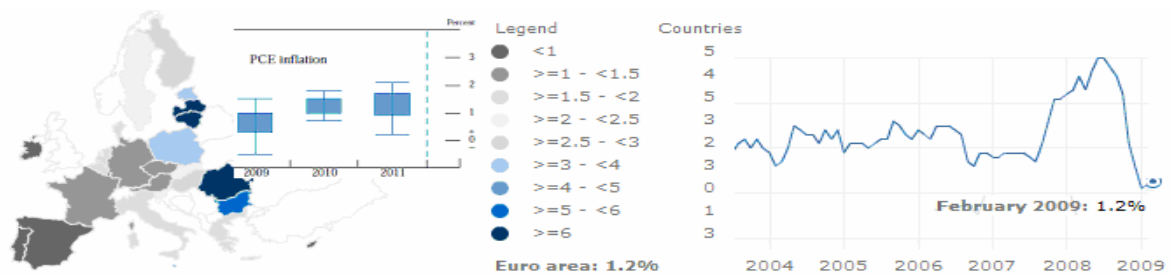 Percent
PCE inflation
3
2
1
+
0
-
2009 2010 2011
Legend Countries
<1 5
>=1 - <1.5 4
>=1.5 - <2 5
>=2 - <2.5 3
>=2.5 - <3 2
>=3 - <4 3
>=4 - <5 0
>=5 - <6 1
>=6 3
Euro area: 1.2%
February 2009: 1.2%
2004 2005 2006 2007 2008 2009